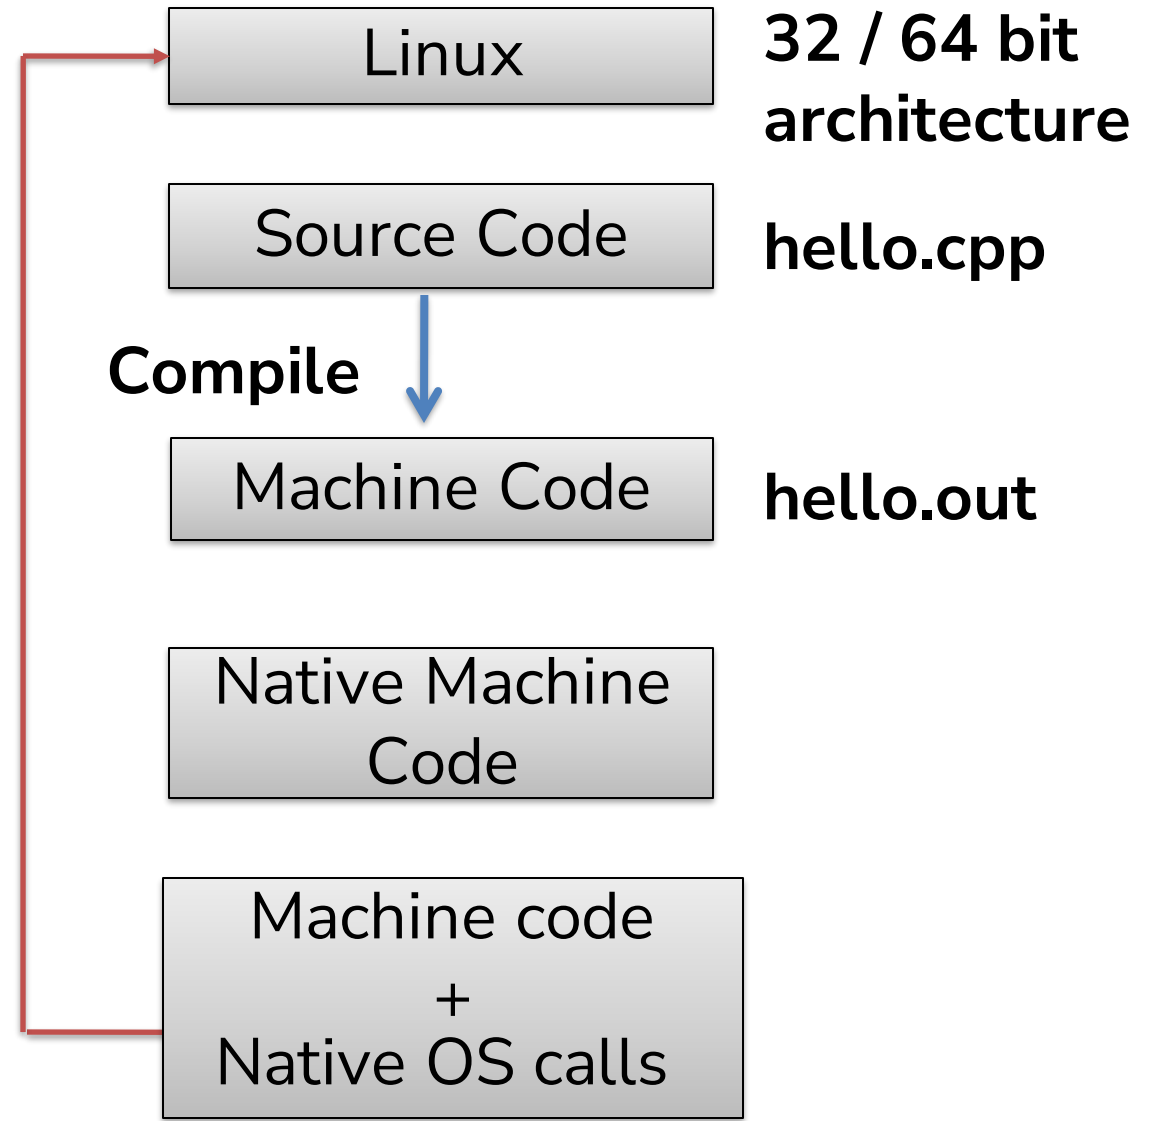 Linux
32 / 64 bit
architecture
Source Code
hello.cpp
Compile
Machine Code
hello.out
Native Machine
Code
Machine code
+
Native OS calls